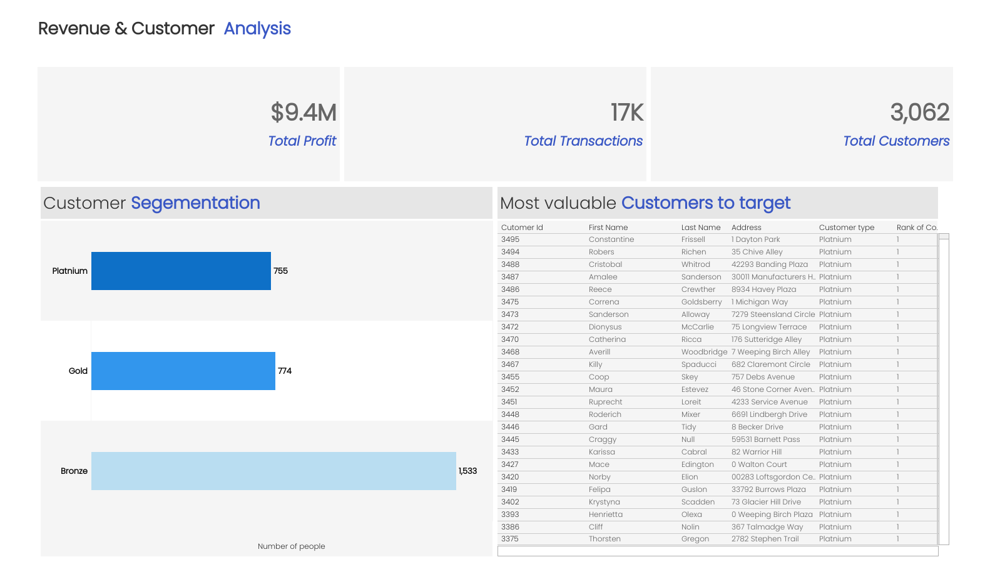 Revenue & Customer Analysis
$9.4M
Total Profit
17K
Total Transactions
3,062
Total Customers
Customer Segementation
Platnium 755
Gold 774
Bronze 1,533
Number of people
Most valuable Customers to target
Cutomer Id First Name Last Name Address Customer type Rank of Co..
3495 Constantine Frissell 1 Dayton Park Platnium 1
3494 Robers Richen 35 Chive Alley Platnium 1
3488 Cristobal Whitrod 42293 Banding Plaza Platnium 1
3487 Amalee Sanderson 30011 Manufacturers H.. Platnium 1
3486 Reece Crewther 8934 Havey Plaza Platnium 1
3475 Correna Goldsberry 1 Michigan Way Platnium 1
3473 Sanderson Alloway 7279 Steensland Circle Platnium 1
3472 Dionysus McCarlie 75 Longview Terrace Platnium 1
3470 Catherina Ricca 176 Sutteridge Alley Platnium 1
3468 Averill Woodbridge 7 Weeping Birch Alley Platnium 1
3467 Killy Spaducci 682 Claremont Circle Platnium 1
3455 Coop Skey 757 Debs Avenue Platnium 1
3452 Maura Estevez 46 Stone Corner Aven.. Platnium 1
3451 Ruprecht Loreit 4233 Service Avenue Platnium 1
3448 Roderich Mixer 6691 Lindbergh Drive Platnium 1
3446 Gard Tidy 8 Becker Drive Platnium 1
3445 Craggy Null 59531 Barnett Pass Platnium 1
3433 Karissa Cabral 82 Warrior Hill Platnium 1
3427 Mace Edington 0 Walton Court Platnium 1
3420 Norby Elion 00283 Loftsgordon Ce.. Platnium 1
3419 Felipa Guslon 33792 Burrows Plaza Platnium 1
3402 Krystyna Scadden 73 Glacier Hill Drive Platnium 1
3393 Henrietta Olexa 0 Weeping Birch Plaza Platnium 1
3386 Cliff Nolin 367 Talmadge Way Platnium 1
3375 Thorsten Gregon 2782 Stephen Trail Platnium 1